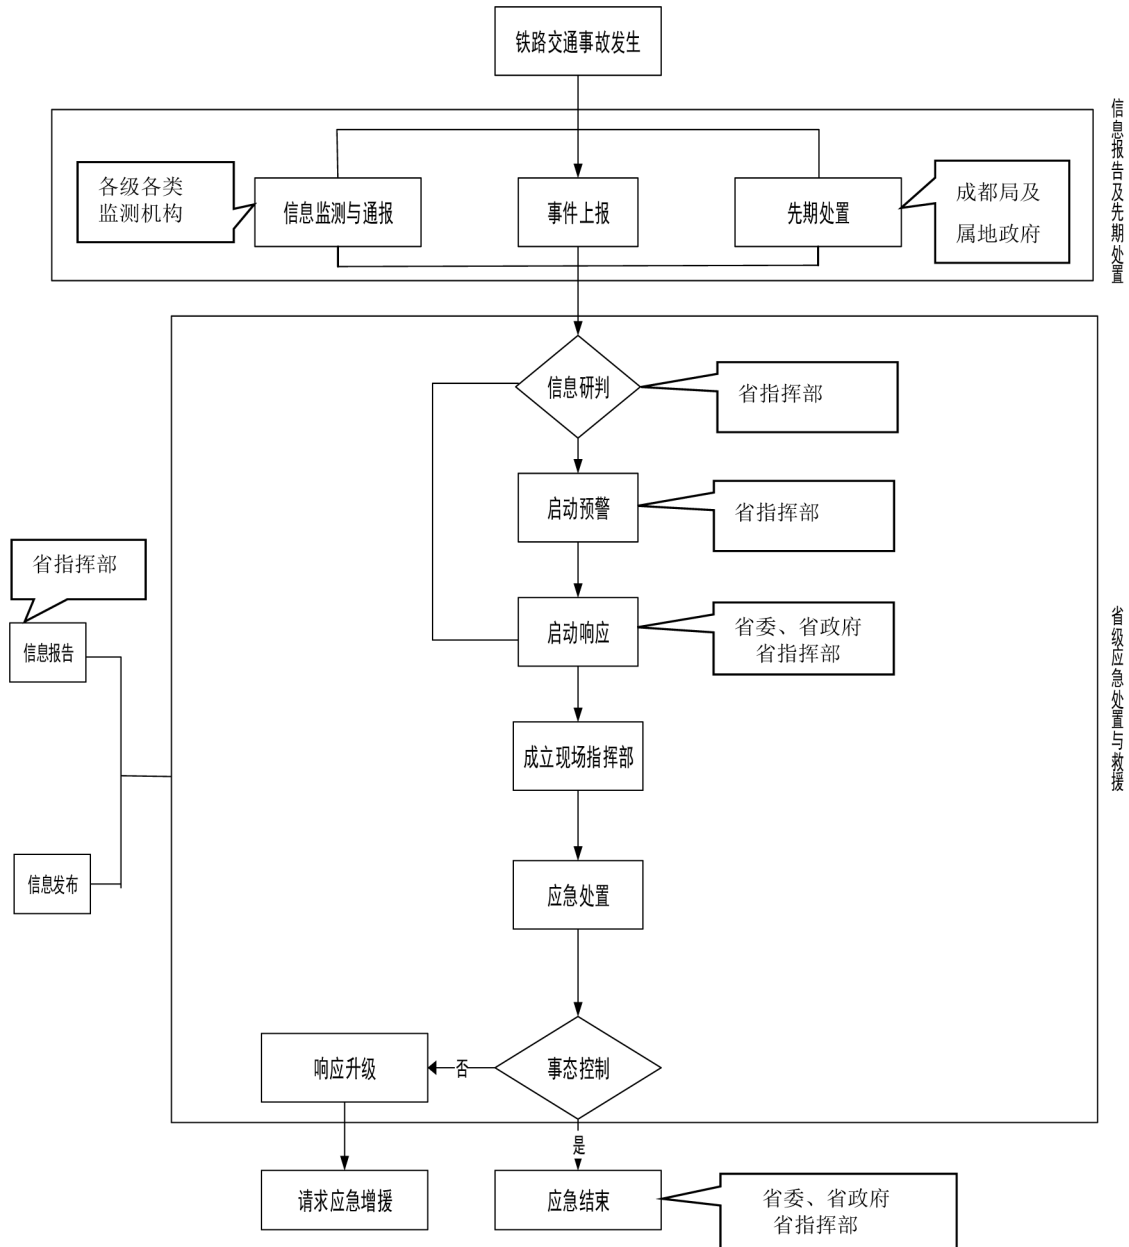 铁路交通事故发生
信息报告及先期处置
各级各类
监测机构
信息监测与通报
事件上报
先期处置
成都局及
属地政府
信息研判
省指挥部
启动预警
省指挥部
省指挥部
信息报告
启动响应
省委、省政府
省指挥部
省级应急处置与救援
成立现场指挥部
信息发布
应急处置
响应升级
否
事态控制
是
请求应急增援
应急结束
省委、省政府
省指挥部